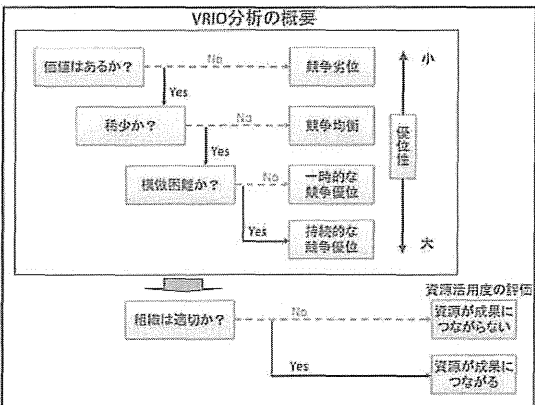 VRIO分析の概要
価値はあるか?
No
競争劣位
小
Yes
稀少か?
No
競争均衡
優位性
Yes
模倣困難か?
No
一時的な
競争優位
Yes
持続的な
競争優位
大
資源活用度の評価
組織は適切か?
No
資源が成果に
つながらない
Yes
資源が成果に
つながる